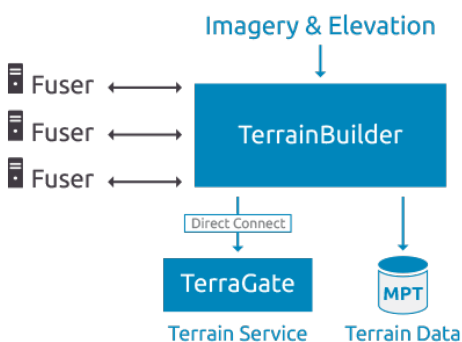 Imagery & Elevation
Fuser
Fuser
Fuser
TerrainBuilder
Direct Connect
TerraGate
MPT
Terrain Service
Terrain Data